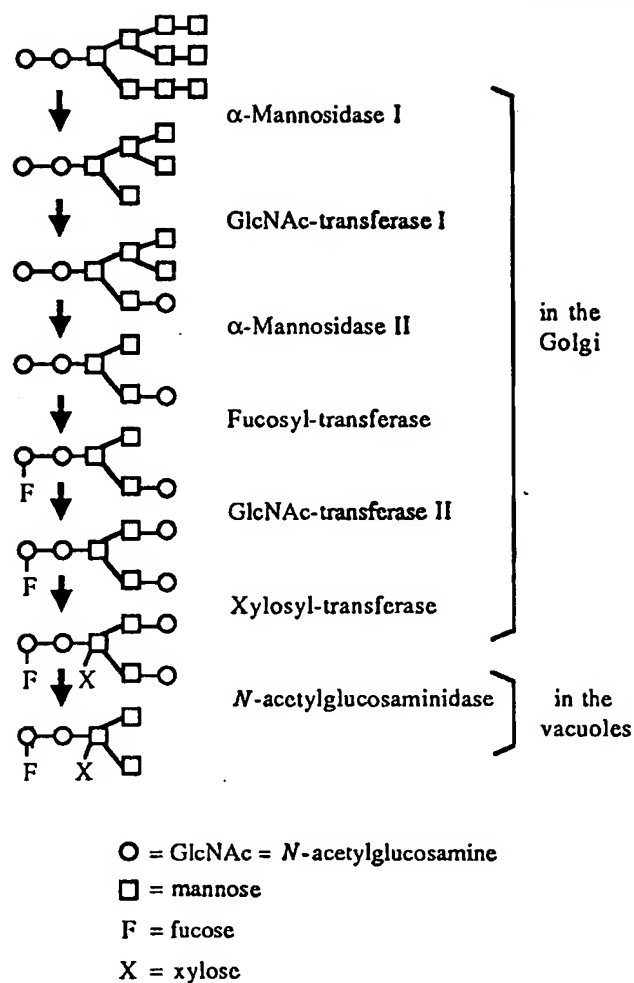 α-Mannosidase I
GlcNAc-transferase I
α-Mannosidase II
in the
Golgi
Fucosyl-transferase
F
GlcNAc-transferase II
F
Xylosyl-transferase
F X
N-acetylglucosaminidase
in the
vacuoles
F X
= GlcNAc = N-acetylglucosamine
= mannose
F = fucose
X = xylose